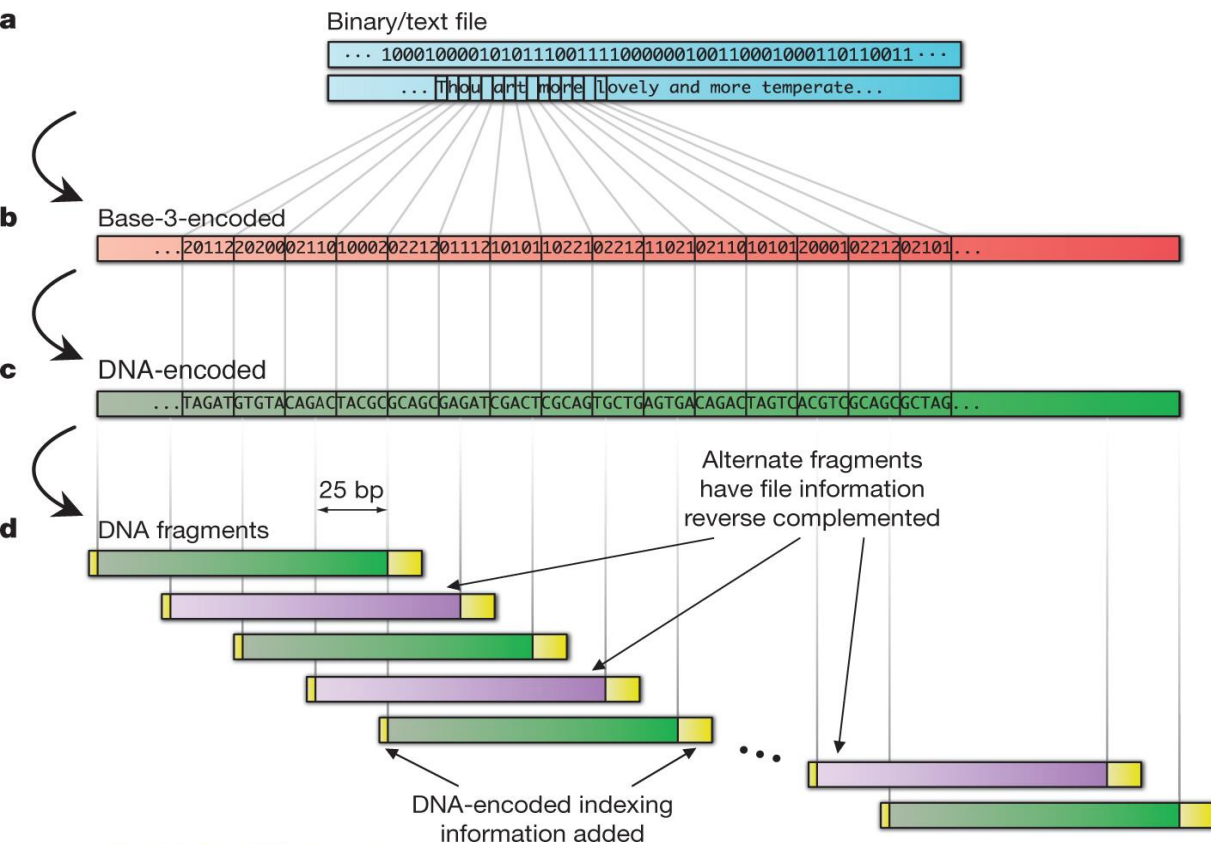 a
Binary/text file
··· 1000100001010111001111000000100110001000110110011 ···
...Thou art more lovely and more temperate...
b
Base-3-encoded
...201122020002110100020221201112101011022102212110210211010101200010221202101...
c
DNA-encoded
...TAGATGTGTACAGACTACGCGCAGCGAGATCGACTCGCAGTGCTGAGTGACAGACTAGTCACGTCGCAGCGCTAG...
Alternate fragments
have file information
reverse complemented
25 bp
d
DNA fragments
DNA-encoded indexing
information added